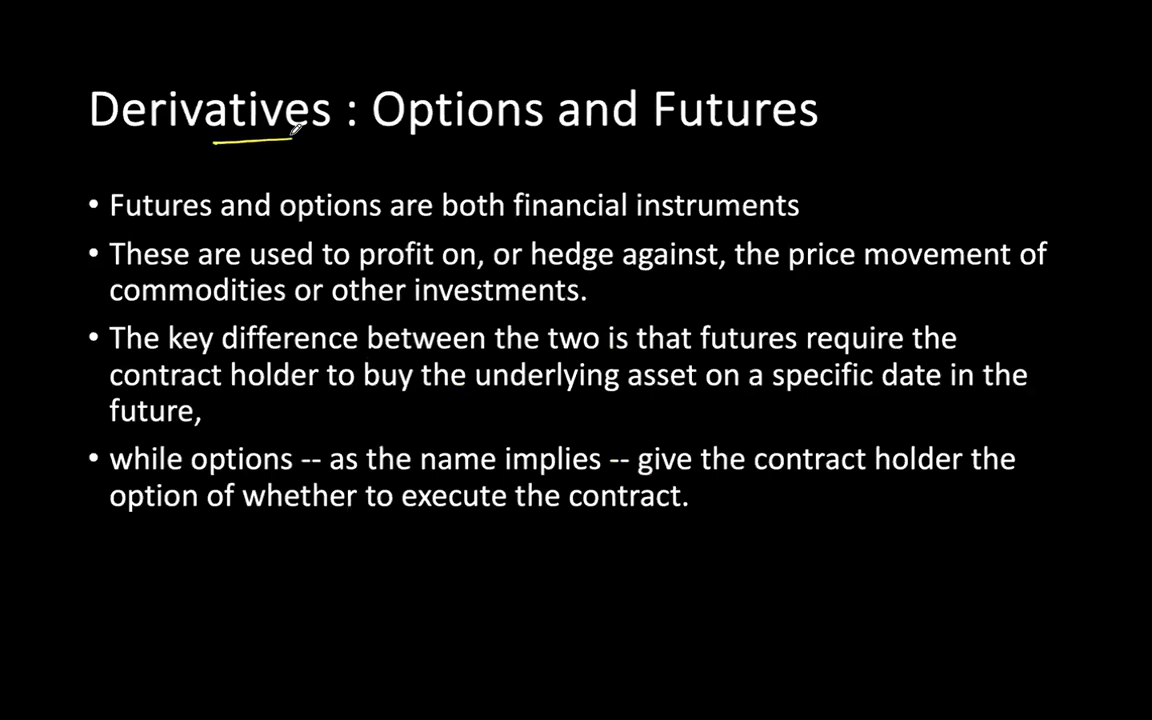 Derivatives : Options and Futures
• Futures and options are both financial instruments
• These are used to profit on, or hedge against, the price movement of
commodities or other investments.
• The key difference between the two is that futures require the
contract holder to buy the underlying asset on a specific date in the
future,
• while options -- as the name implies -- give the contract holder the
option of whether to execute the contract.